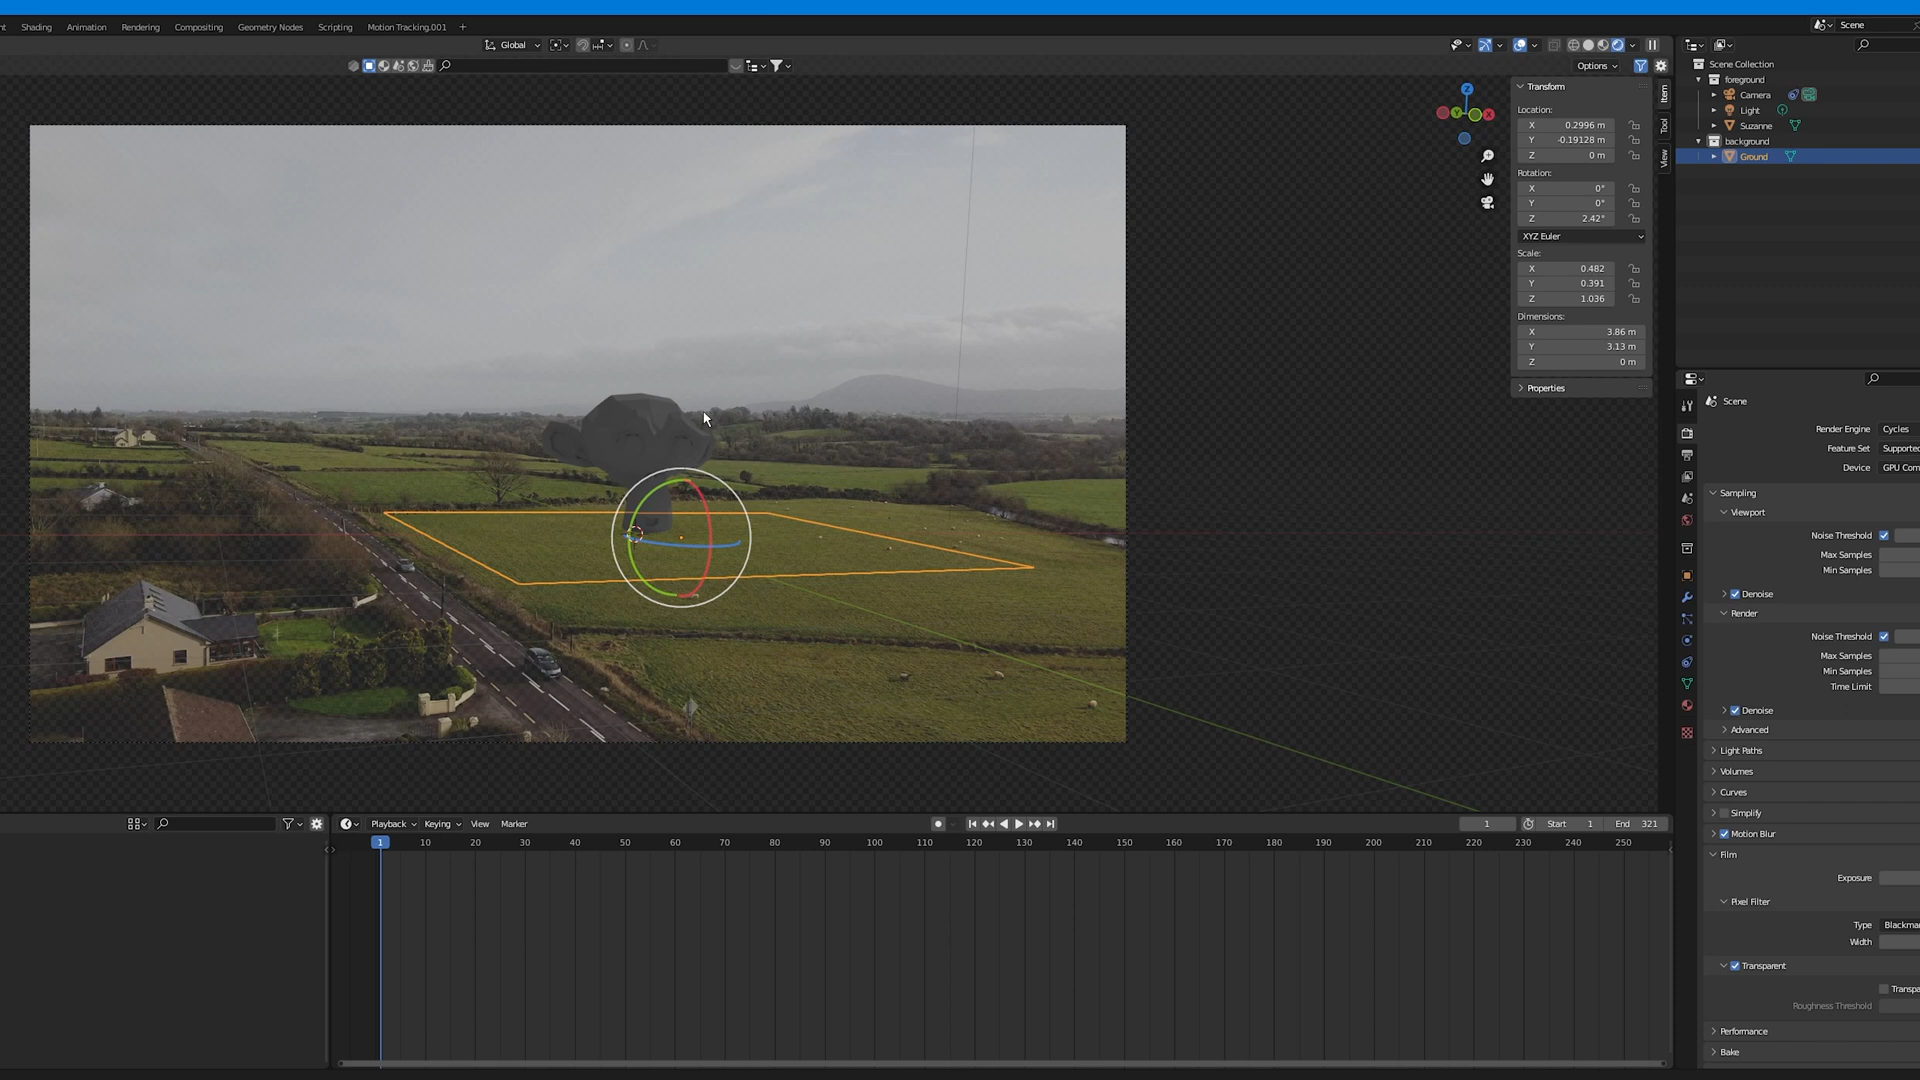 Shading Animation Rendering Compositing Geometry Nodes Scripting Motion Tracking.001 +
Scene
Global
Options
Scene Collection
foreground
Camera
Light
Suzanne
background
Ground
Transform
Location:
X 0.2996 m
Y -0.19128 m
Z 0 m
Rotation:
X 0°
Y 0°
Z 2.42°
XYZ Euler
Scale:
X 0.482
Y 0.391
Z 1.036
Dimensions:
X 3.86 m
Y 3.13 m
Z 0 m
Properties
Item
Tool
View
Z
Y
X
Scene
Render Engine Cycles
Feature Set Supported
Device GPU Com
Sampling
Viewport
Noise Threshold
Max Samples
Min Samples
Denoise
Render
Noise Threshold
Max Samples
Min Samples
Time Limit
Denoise
Advanced
Light Paths
Volumes
Curves
Simplify
Motion Blur
Film
Exposure
Pixel Filter
Type Blackma
Width
Transparent
Transpa
Roughness Threshold
Performance
Bake
Playback Keying View Marker
1 Start 1 End 321
1 10 20 30 40 50 60 70 80 90 100 110 120 130 140 150 160 170 180 190 200 210 220 230 240 250